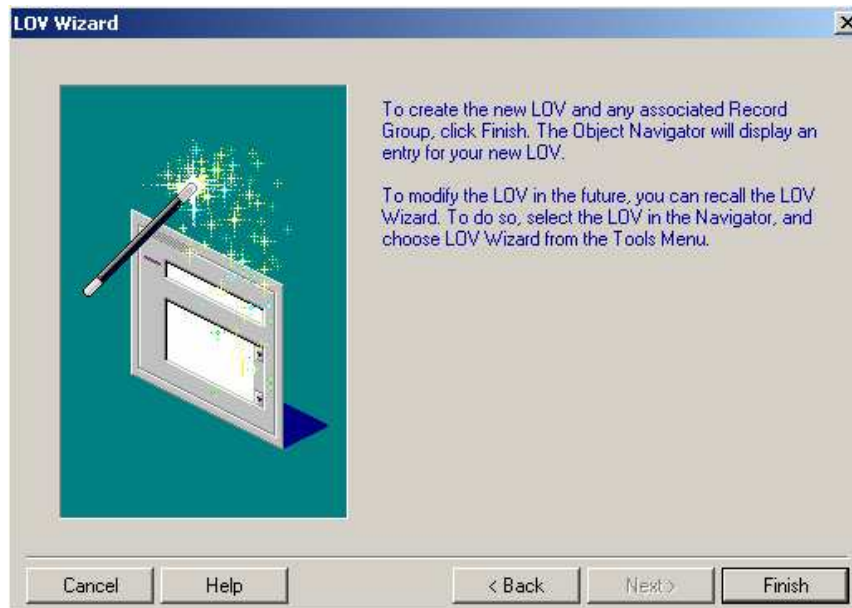 LOV Wizard
To create the new LOV and any associated Record
Group, click Finish. The Object Navigator will display an
entry for your new LOV.
To modify the LOV in the future, you can recall the LOV
Wizard. To do so, select the LOV in the Navigator, and
choose LOV Wizard from the Tools Menu.
Cancel Help < Back Next > Finish